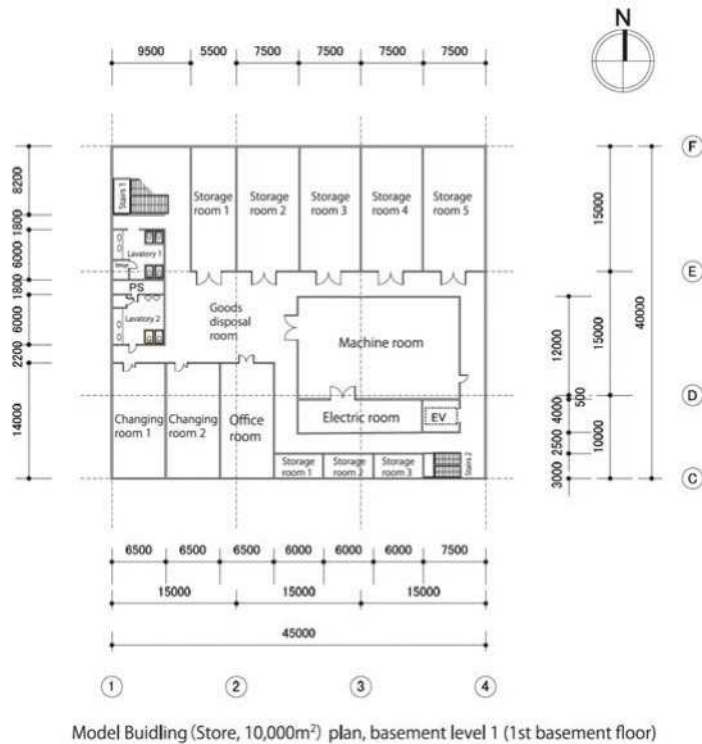 N
9500 5500 7500 7500 7500 7500
F
8200
1800
6000
1800
6000
2200
14000
Stairs 1
Storage
room 1
Storage
room 2
Storage
room 3
Storage
room 4
Storage
room 5
Lavatory 1
PS
Lavatory 2
Goods
disposal
room
Machine room
Electric room
EV
Changing
room 1
Changing
room 2
Office
room
Storage
room 1
Storage
room 2
Storage
room 3
Stairs 2
15000
E
40000
12000
15000
500
D
4000
10000
2500
3000
C
6500 6500 6500 6000 6000 6000 7500
15000 15000 15000
45000
1 2 3 4
Model Buidling (Store, 10,000m²) plan, basement level 1 (1st basement floor)